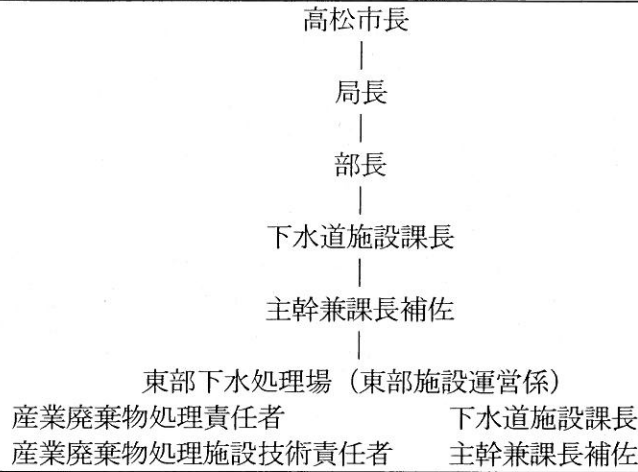 高松市長
局長
部長
下水道施設課長
主幹兼課長補佐
東部下水処理場（東部施設運営係）
産業廃棄物処理責任者 下水道施設課長
産業廃棄物処理施設技術責任者 主幹兼課長補佐